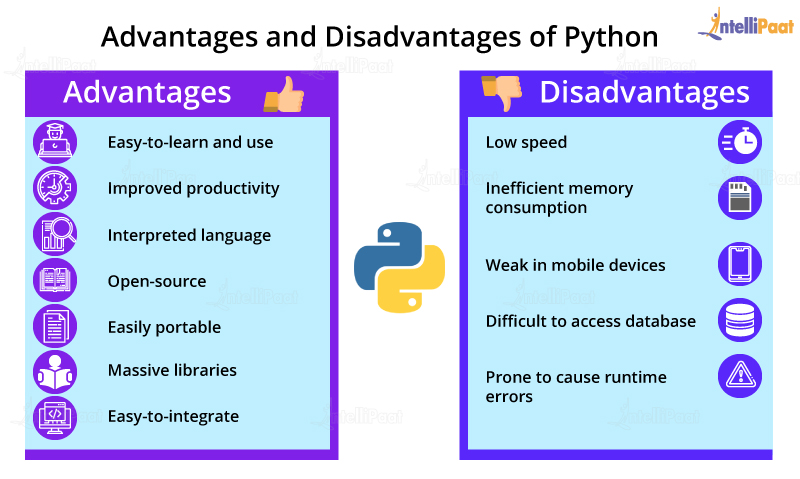 Advantages and Disadvantages of Python
IntelliPaat
Advantages
Easy-to-learn and use
Improved productivity
Interpreted language
Open-source
Easily portable
Massive libraries
Easy-to-integrate
Disadvantages
Low speed
Inefficient memory
consumption
Weak in mobile devices
Difficult to access database
Prone to cause runtime
errors